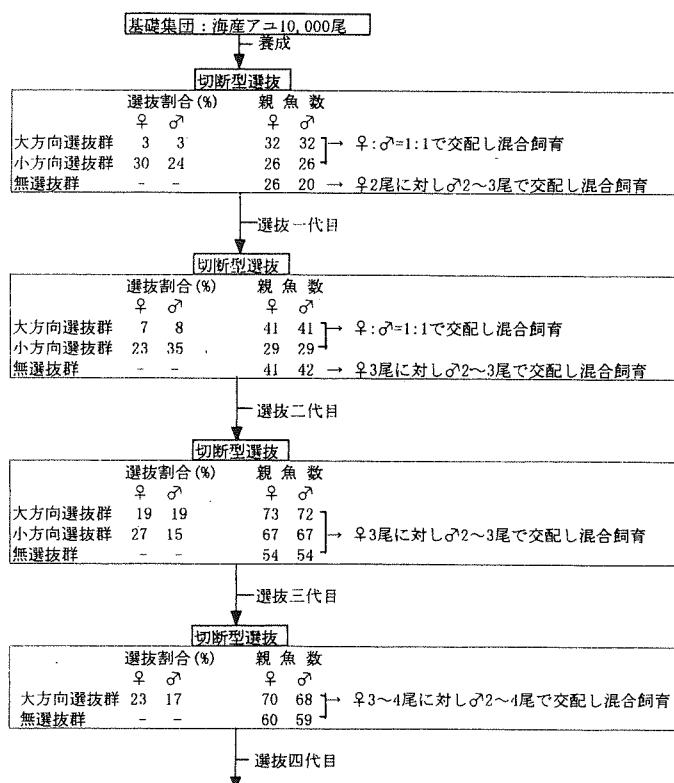 基礎集団：海産アユ10,000尾
養成
切断型選抜
選抜割合(%) 親魚数
♀ ♂ ♀ ♂
大方向選抜群 3 3 32 32 → ♀:♂=1:1で交配し混合飼育
小方向選抜群 30 24 26 26
無選抜群 - - 26 20 → ♀2尾に対し♂2～3尾で交配し混合飼育
選抜一代目
切断型選抜
選抜割合(%) 親魚数
♀ ♂ ♀ ♂
大方向選抜群 7 8 41 41 → ♀:♂=1:1で交配し混合飼育
小方向選抜群 23 35 29 29
無選抜群 - - 41 42 → ♀3尾に対し♂2～3尾で交配し混合飼育
選抜二代目
切断型選抜
選抜割合(%) 親魚数
♀ ♂ ♀ ♂
大方向選抜群 19 19 73 72
小方向選抜群 27 15 67 67 → ♀3尾に対し♂2～3尾で交配し混合飼育
無選抜群 - - 54 54
選抜三代目
切断型選抜
選抜割合(%) 親魚数
♀ ♂ ♀ ♂
大方向選抜群 23 17 70 68 → ♀3～4尾に対し♂2～4尾で交配し混合飼育
無選抜群 - - 60 59
選抜四代目